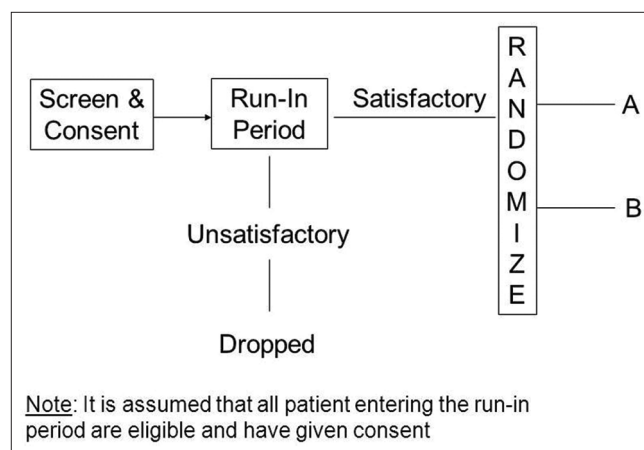 Screen &
Consent
Run-In
Period
Satisfactory
RANDOMIZE
A
B
Unsatisfactory
Dropped
Note: It is assumed that all patient entering the run-in
period are eligible and have given consent